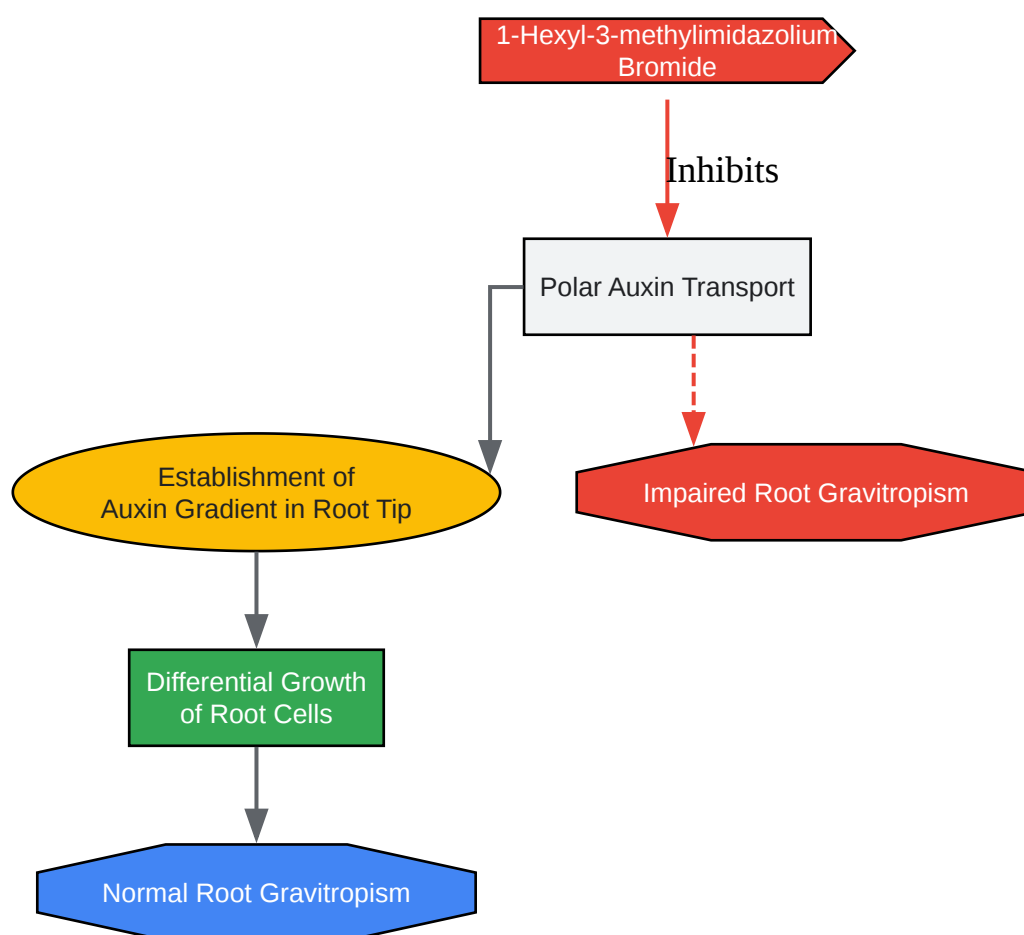 1-Hexyl-3-methylimidazolium
Bromide
Inhibits
Polar Auxin Transport
Establishment of
Auxin Gradient in Root Tip
Impaired Root Gravitropism
Differential Growth
of Root Cells
Normal Root Gravitropism